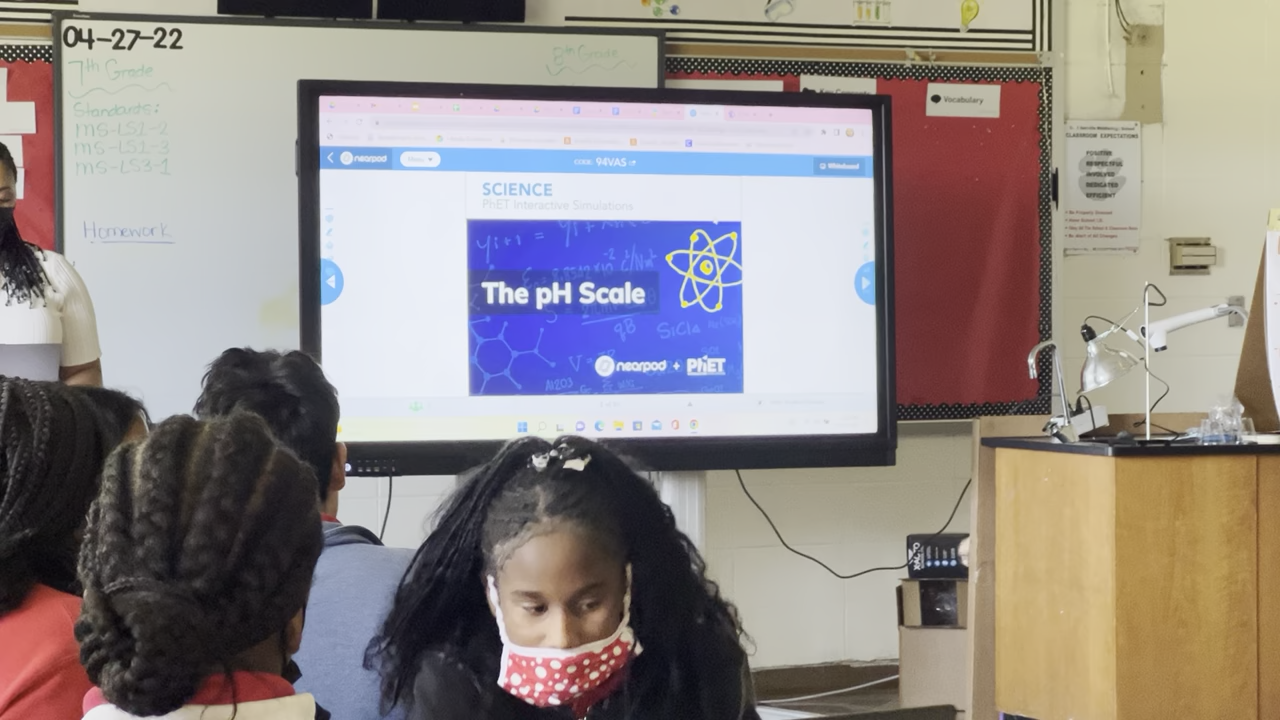 04-27-22
7th Grade
8th Grade
Standards:
MS-LS1-2
MS-LS1-3
MS-LS3-1
Homework
nearpod
Menu
CODE: 94VAS
Whiteboard
SCIENCE
PhET Interactive Simulations
The pH Scale
nearpod + PhET
Vocabulary
CLASSROOM EXPECTATIONS
POSITIVE
RESPECTFUL
INVOLVED
DEDICATED
EFFICIENT
X-ACTO